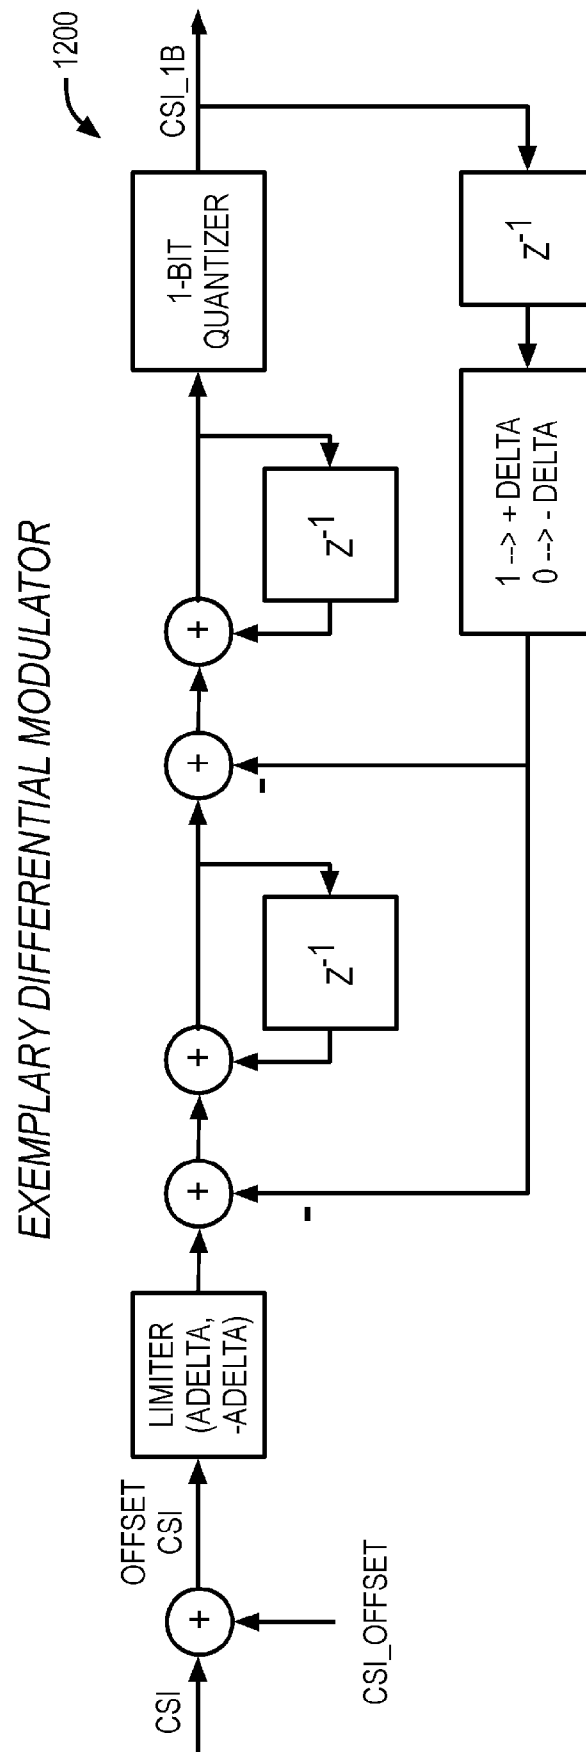 EXEMPLARY DIFFERENTIAL MODULATOR
1200
CSI
+
CSI_OFFSET
OFFSET
CSI
LIMITER
(ADELTA,
-ADELTA)
+
-
+
z-1
+
-
+
z-1
1-BIT
QUANTIZER
CSI_1B
z-1
1 --> + DELTA
0 --> - DELTA